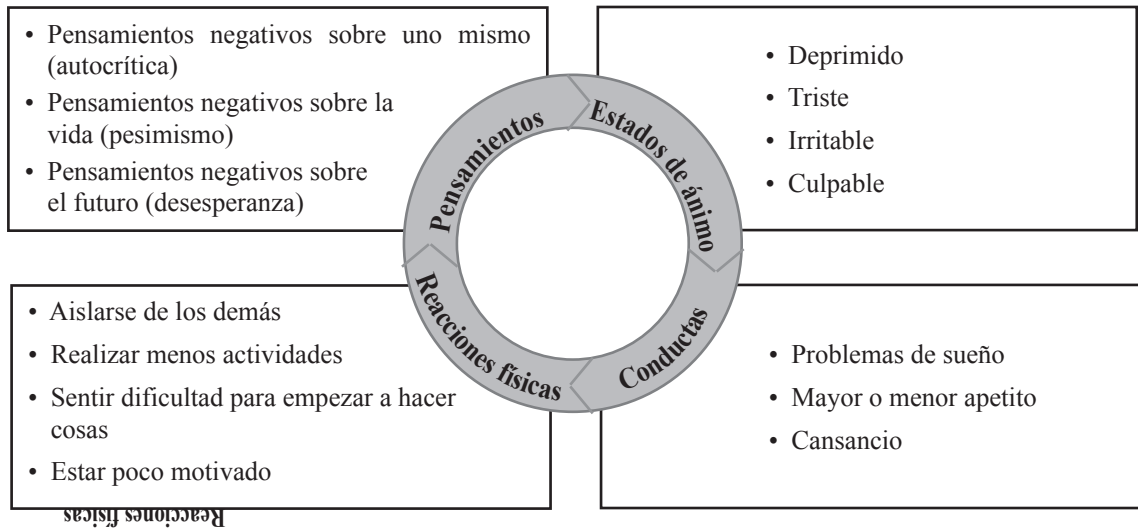 • Pensamientos negativos sobre uno mismo
(autocrítica)
• Pensamientos negativos sobre la
vida (pesimismo)
• Pensamientos negativos sobre
el futuro (desesperanza)
• Deprimido
• Triste
• Irritable
• Culpable
Pensamientos
Estados de ánimo
Reacciones físicas
Conductas
• Aislarse de los demás
• Realizar menos actividades
• Sentir dificultad para empezar a hacer
cosas
• Estar poco motivado
• Problemas de sueño
• Mayor o menor apetito
• Cansancio
Reacciones físicas